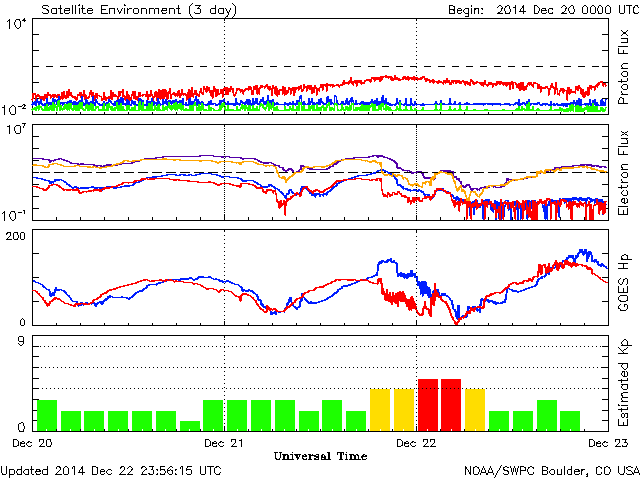 Satellite Environment (3 day) Begin: 2014 Dec 20 0000 UTC
10^4
10^-2
Proton Flux
10^7
10^-1
Electron Flux
200
0
GOES Hp
9
0
Estimated Kp
Dec 20 Dec 21 Dec 22 Dec 23
Universal Time
Updated 2014 Dec 22 23:56:15 UTC NOAA/SWPC Boulder, CO USA